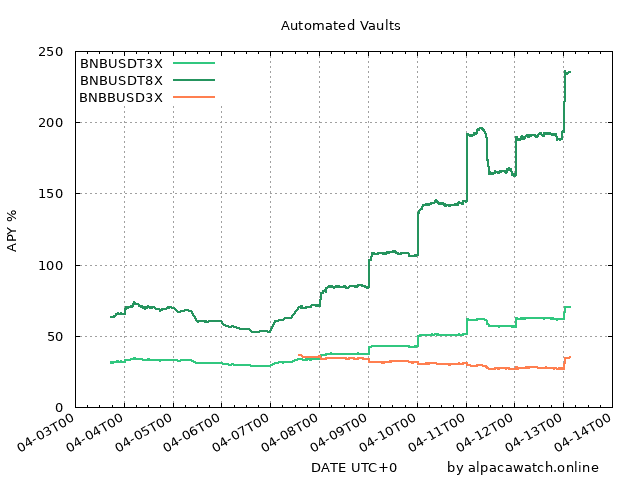 Automated Vaults
BNBUSDT3X
BNBUSDT8X
BNBBUSD3X
250
200
150
100
50
0
APY %
04-03T00
04-04T00
04-05T00
04-06T00
04-07T00
04-08T00
04-09T00
04-10T00
04-11T00
04-12T00
04-13T00
04-14T00
DATE UTC+0
by alpacawatch.online